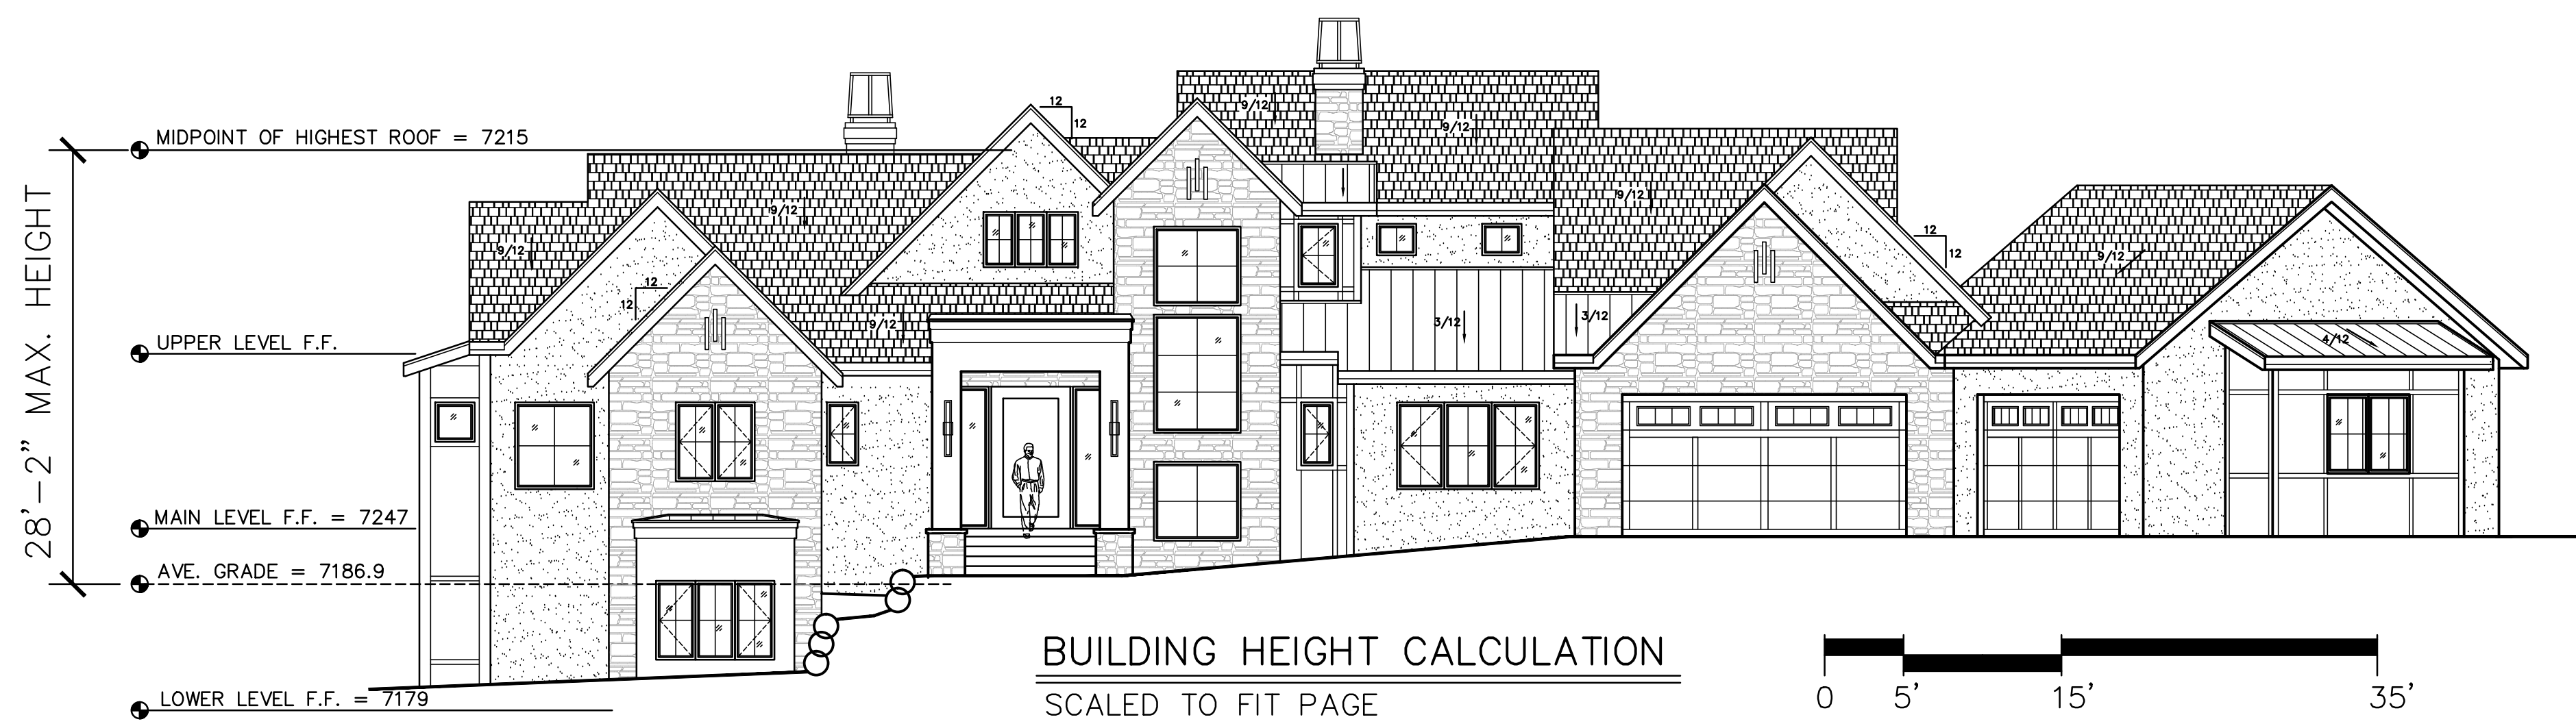 12
12
MIDPOINT OF HIGHEST ROOF = 7215
9/12
9/12
9/12
9/12
9/12
12
12
9/12
12
12
28'-2" MAX. HEIGHT
UPPER LEVEL F.F.
9/12
3/12
3/12
4/12
MAIN LEVEL F.F. = 7247
AVE. GRADE = 7186.9
LOWER LEVEL F.F. = 7179
BUILDING HEIGHT CALCULATION
SCALED TO FIT PAGE
0 5' 15' 35'